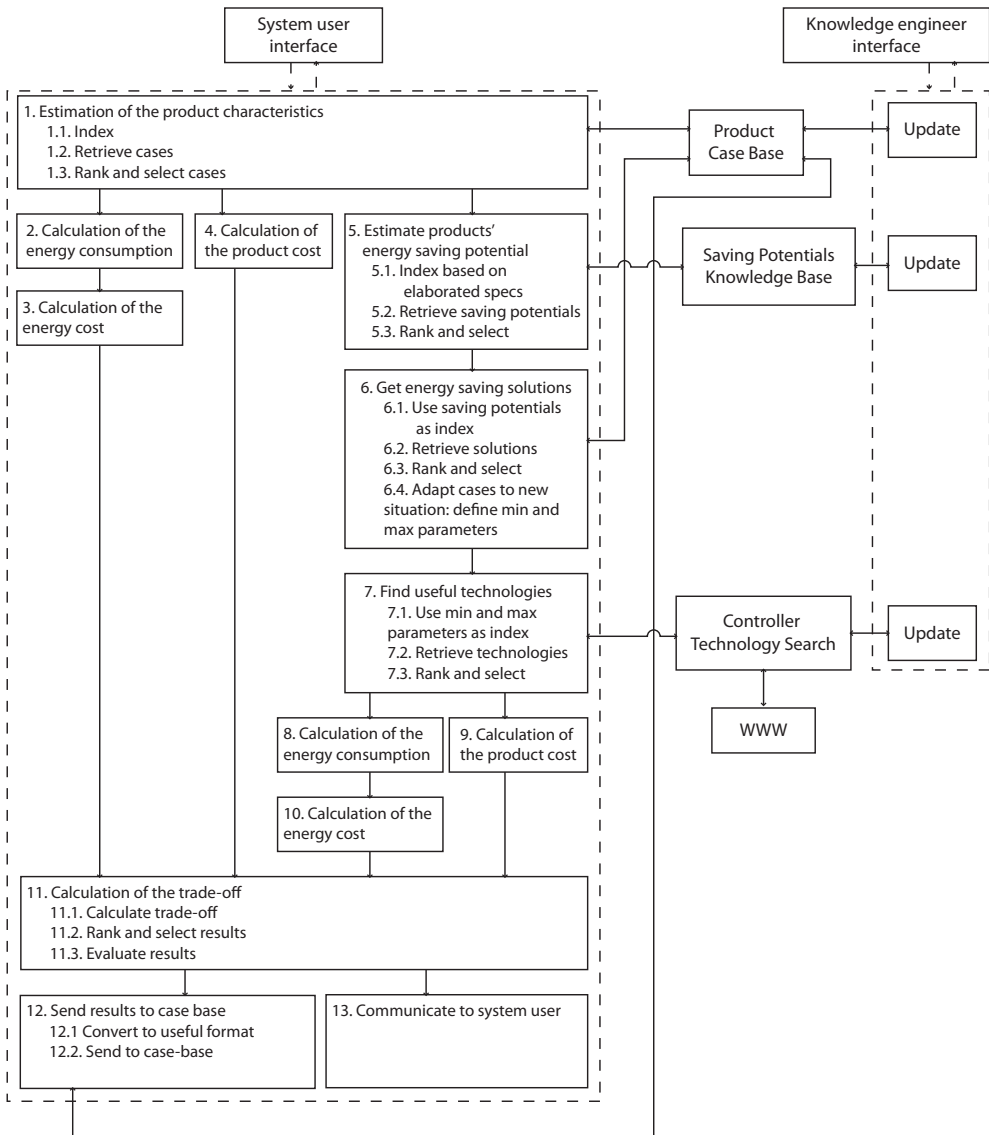 System user
interface
Knowledge engineer
interface
1. Estimation of the product characteristics
1.1. Index
1.2. Retrieve cases
1.3. Rank and select cases
Product
Case Base
Update
2. Calculation of the
energy consumption
4. Calculation of
the product cost
5. Estimate products’
energy saving potential
5.1. Index based on
elaborated specs
5.2. Retrieve saving potentials
5.3. Rank and select
Saving Potentials
Knowledge Base
Update
3. Calculation of the
energy cost
6. Get energy saving solutions
6.1. Use saving potentials
as index
6.2. Retrieve solutions
6.3. Rank and select
6.4. Adapt cases to new
situation: define min and
max parameters
7. Find useful technologies
7.1. Use min and max
parameters as index
7.2. Retrieve technologies
7.3. Rank and select
Controller
Technology Search
Update
WWW
8. Calculation of the
energy consumption
9. Calculation of
the product cost
10. Calculation of the
energy cost
11. Calculation of the trade-off
11.1. Calculate trade-off
11.2. Rank and select results
11.3. Evaluate results
12. Send results to case base
12.1 Convert to useful format
12.2. Send to case-base
13. Communicate to system user